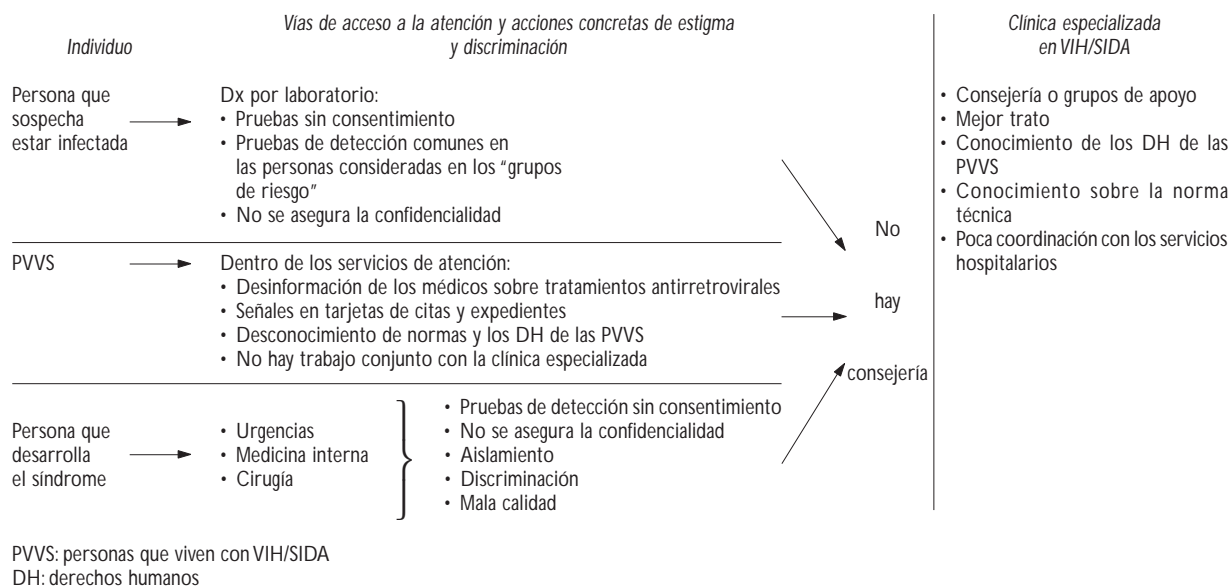 Individuo
Vías de acceso a la atención y acciones concretas de estigma
y discriminación
Clínica especializada
en VIH/SIDA
Persona que
sospecha
estar infectada
Dx por laboratorio:
• Pruebas sin consentimiento
• Pruebas de detección comunes en
las personas consideradas en los “grupos
de riesgo”
• No se asegura la confidencialidad
PVVS
Dentro de los servicios de atención:
• Desinformación de los médicos sobre tratamientos antirretrovirales
• Señales en tarjetas de citas y expedientes
• Desconocimiento de normas y los DH de las PVVS
• No hay trabajo conjunto con la clínica especializada
Persona que
desarrolla
el síndrome
• Urgencias
• Medicina interna
• Cirugía
• Pruebas de detección sin consentimiento
• No se asegura la confidencialidad
• Aislamiento
• Discriminación
• Mala calidad
No
hay
consejería
• Consejería o grupos de apoyo
• Mejor trato
• Conocimiento de los DH de las
PVVS
• Conocimiento sobre la norma
técnica
• Poca coordinación con los servicios
hospitalarios
PVVS: personas que viven con VIH/SIDA
DH: derechos humanos